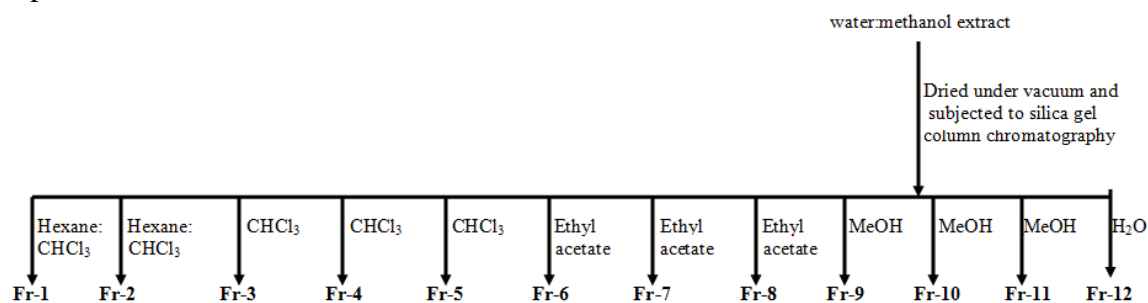 water:methanol extract
Dried under vacuum and
subjected to silica gel
column chromatography
Hexane:
CHCl₃
Hexane:
CHCl₃
CHCl₃
CHCl₃
CHCl₃
Ethyl
acetate
Ethyl
acetate
Ethyl
acetate
MeOH
MeOH
MeOH
H₂O
Fr-1 Fr-2 Fr-3 Fr-4 Fr-5 Fr-6 Fr-7 Fr-8 Fr-9 Fr-10 Fr-11 Fr-12